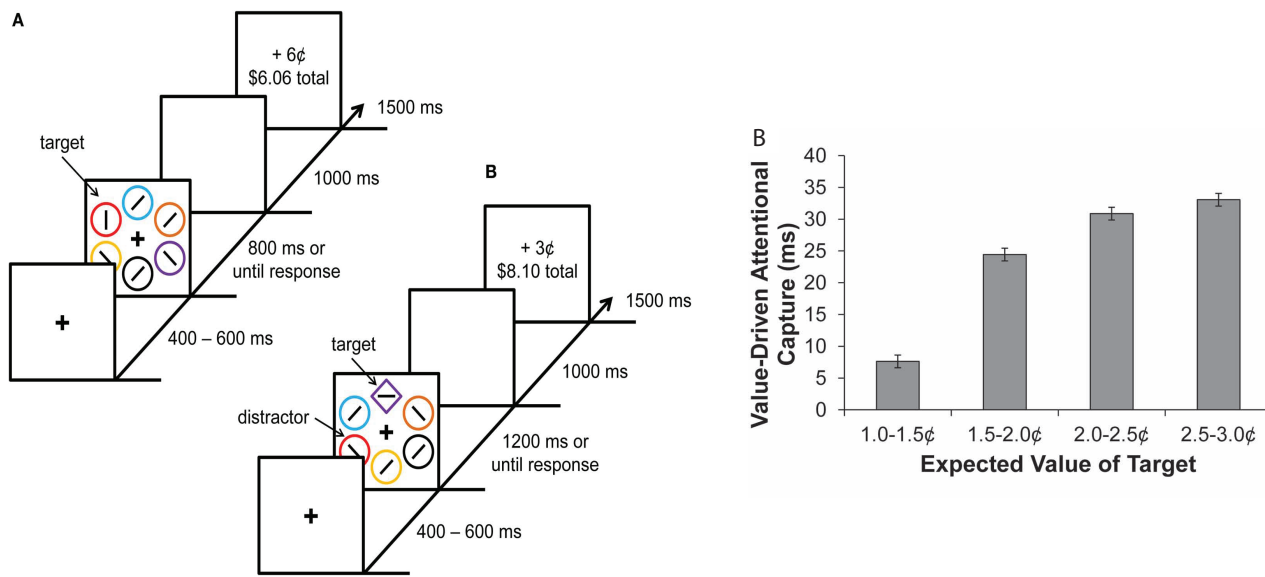 A
+ 6¢
$6.06 total
1500 ms
target
1000 ms
+
800 ms or
until response
+
400 – 600 ms
B
+ 3¢
$8.10 total
1500 ms
target
1000 ms
distractor
+
1200 ms or
until response
+
400 – 600 ms
B
Value-Driven Attentional
Capture (ms)
40
35
30
25
20
15
10
5
0
1.0-1.5¢ 1.5-2.0¢ 2.0-2.5¢ 2.5-3.0¢
Expected Value of Target